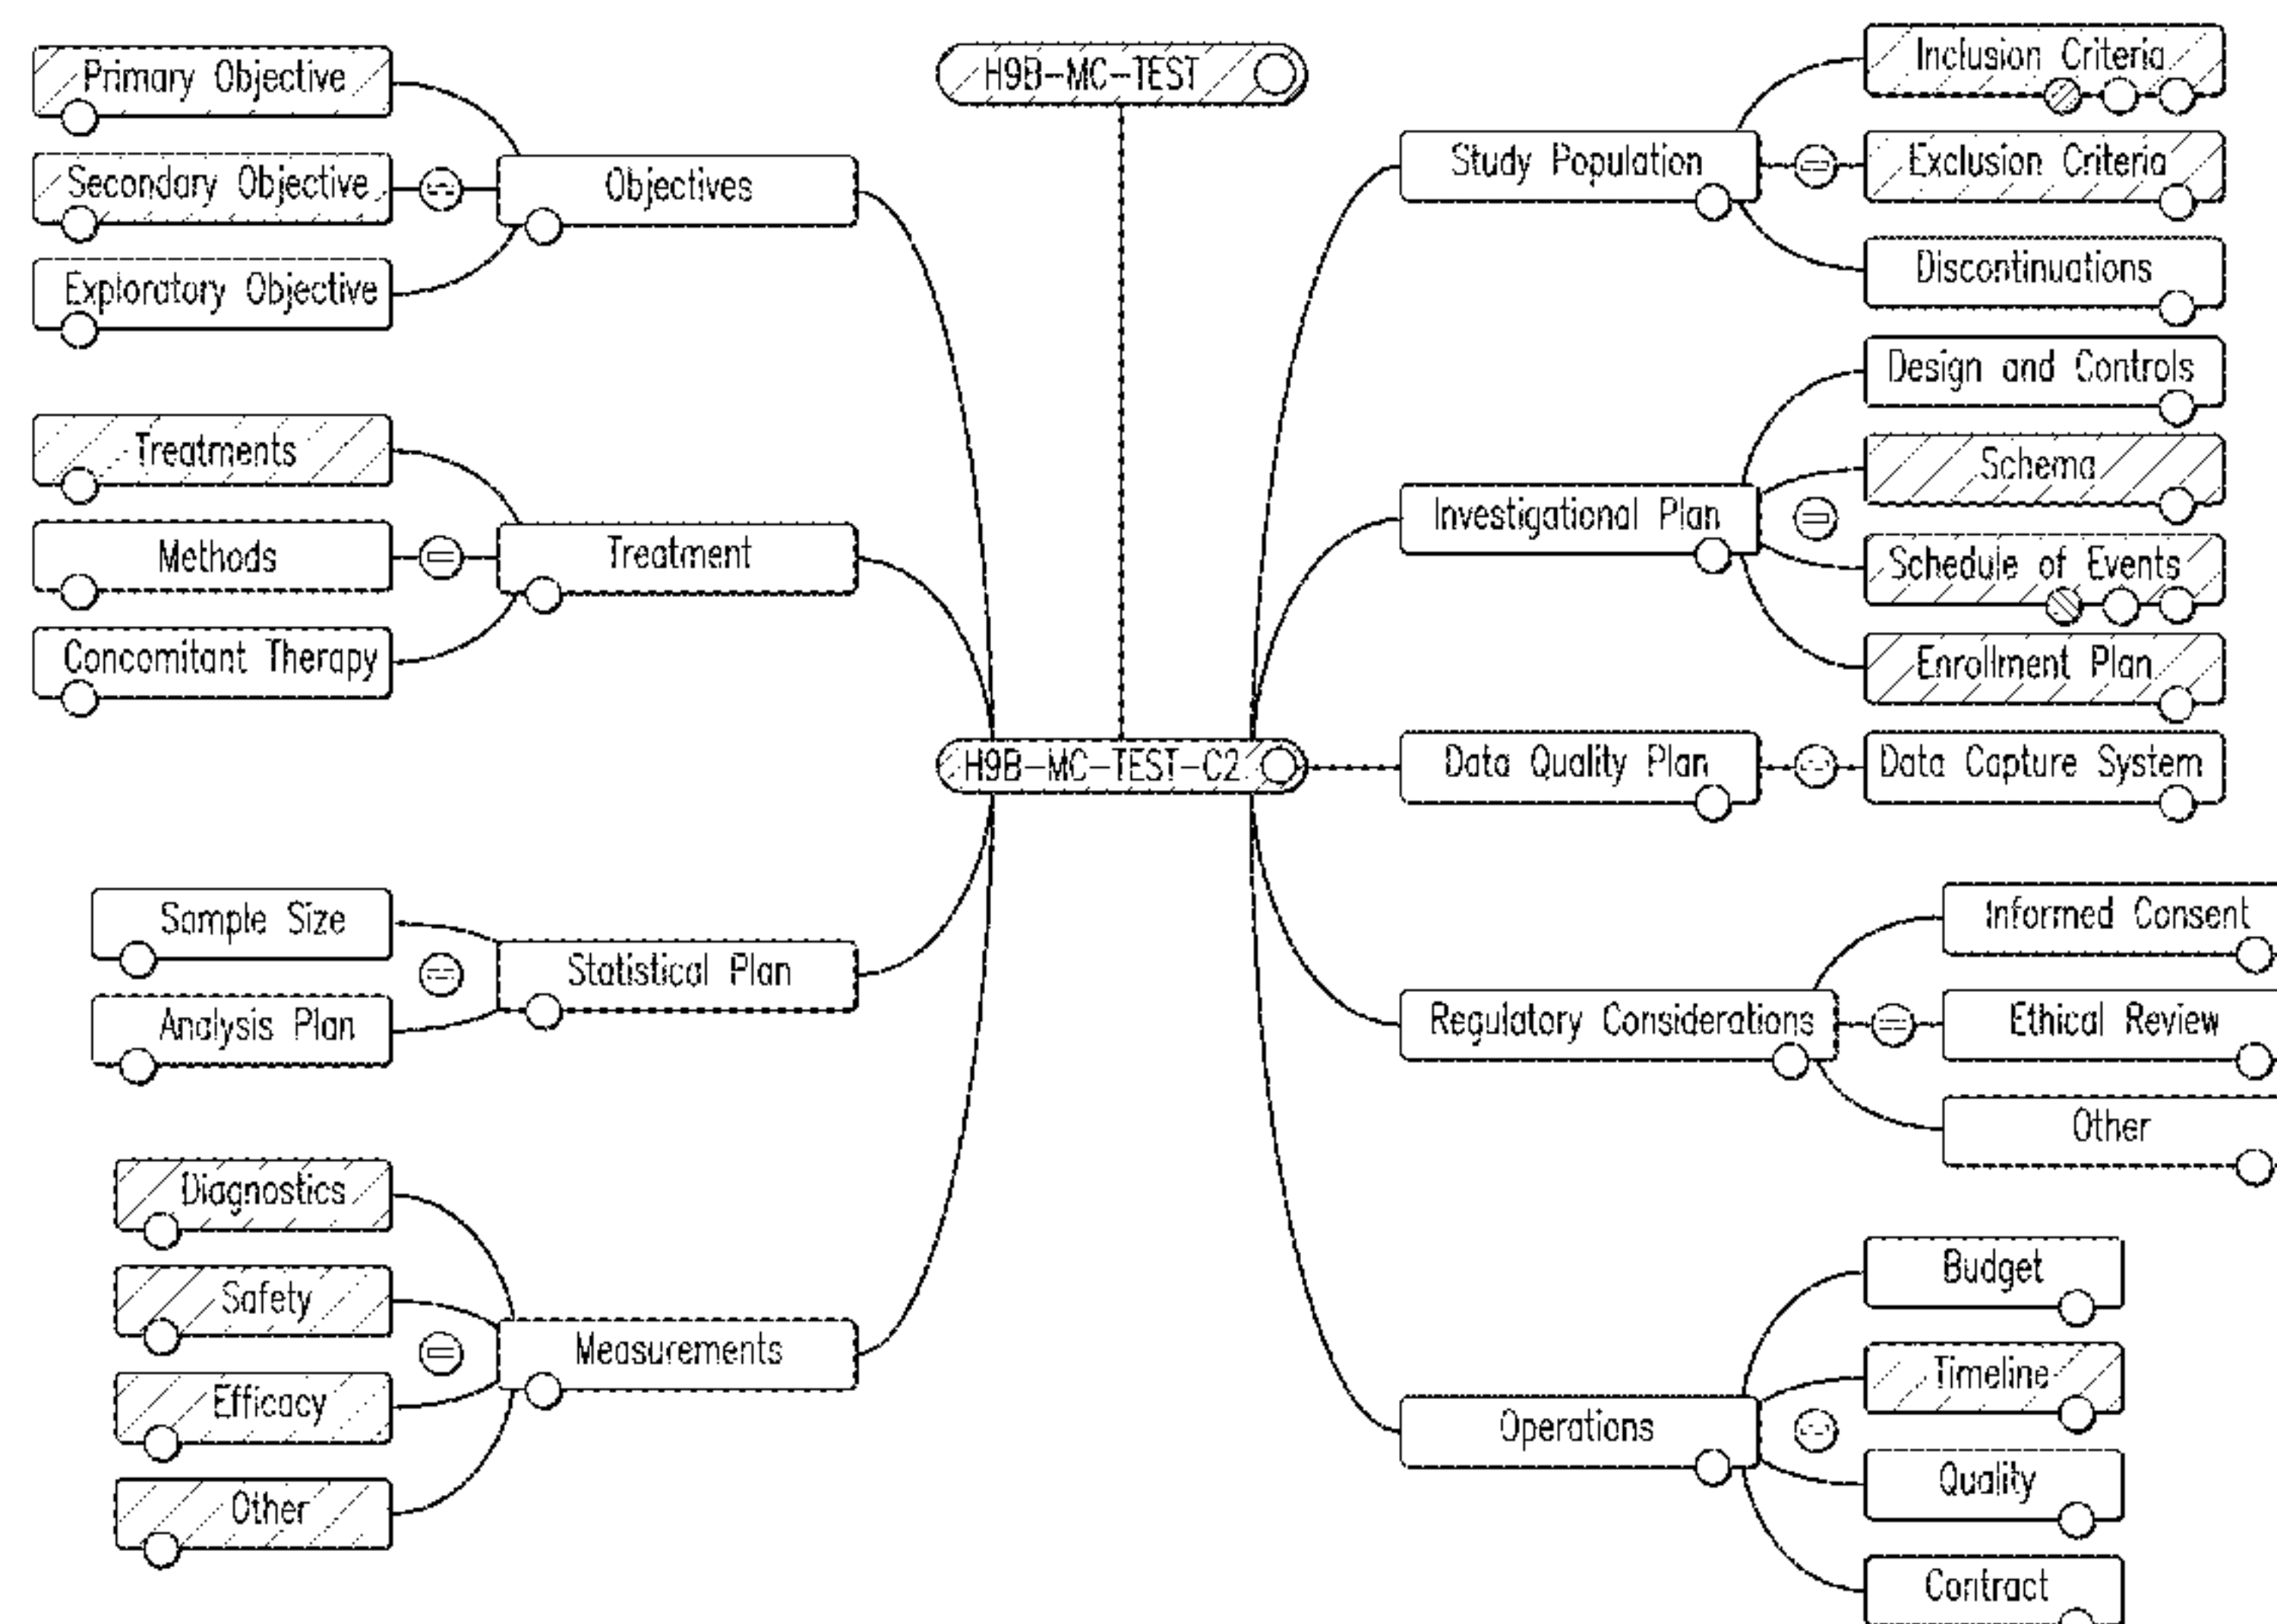 H9B-MC-TEST
Primary Objective
Secondary Objective
Exploratory Objective
Objectives
Treatments
Methods
Concomitant Therapy
Treatment
H9B-MC-TEST-C2
Sample Size
Analysis Plan
Statistical Plan
Diagnostics
Safety
Efficacy
Other
Measurements
Study Population
Inclusion Criteria
Exclusion Criteria
Discontinuations
Investigational Plan
Design and Controls
Schema
Schedule of Events
Enrollment Plan
Data Quality Plan
Data Capture System
Regulatory Considerations
Informed Consent
Ethical Review
Other
Operations
Budget
Timeline
Quality
Contract